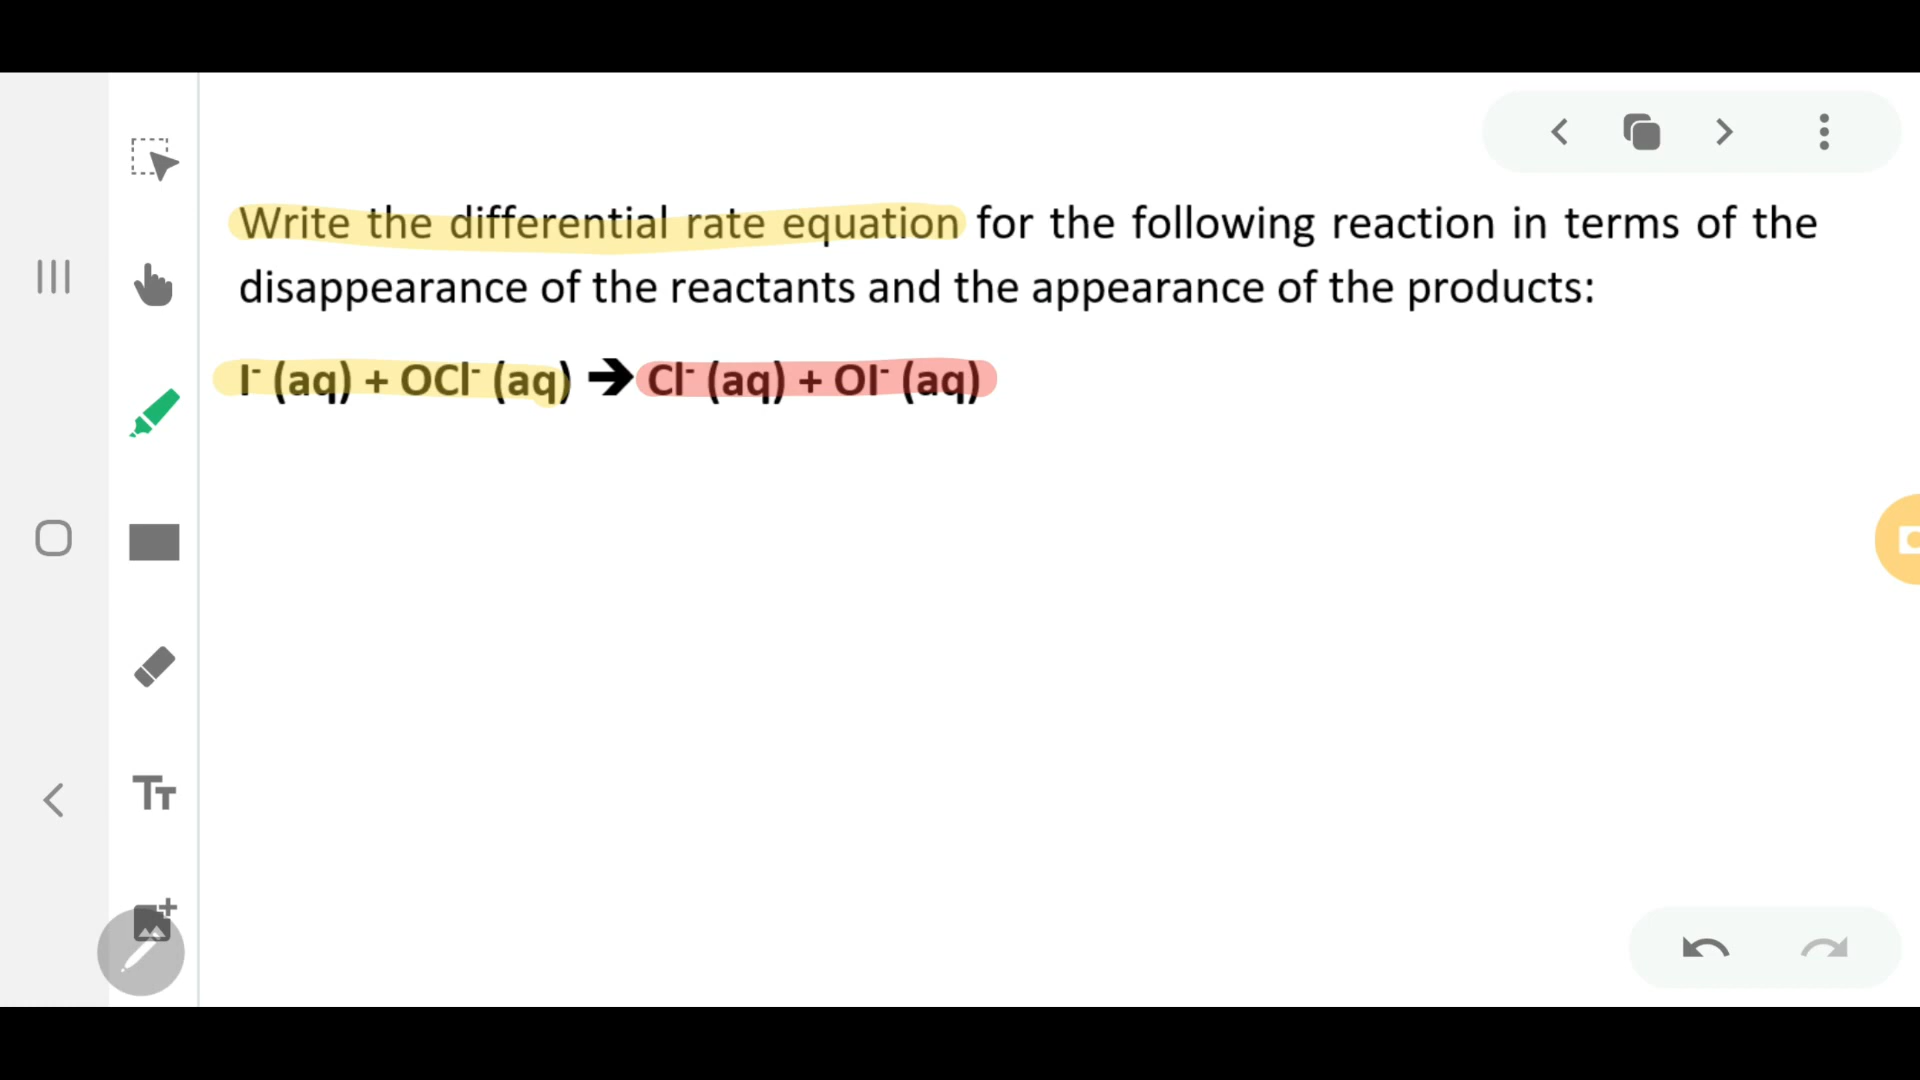 Write the differential rate equation for the following reaction in terms of the
disappearance of the reactants and the appearance of the products:
I⁻ (aq) + OCl⁻ (aq) ➔ Cl⁻ (aq) + OI⁻ (aq)
Tт